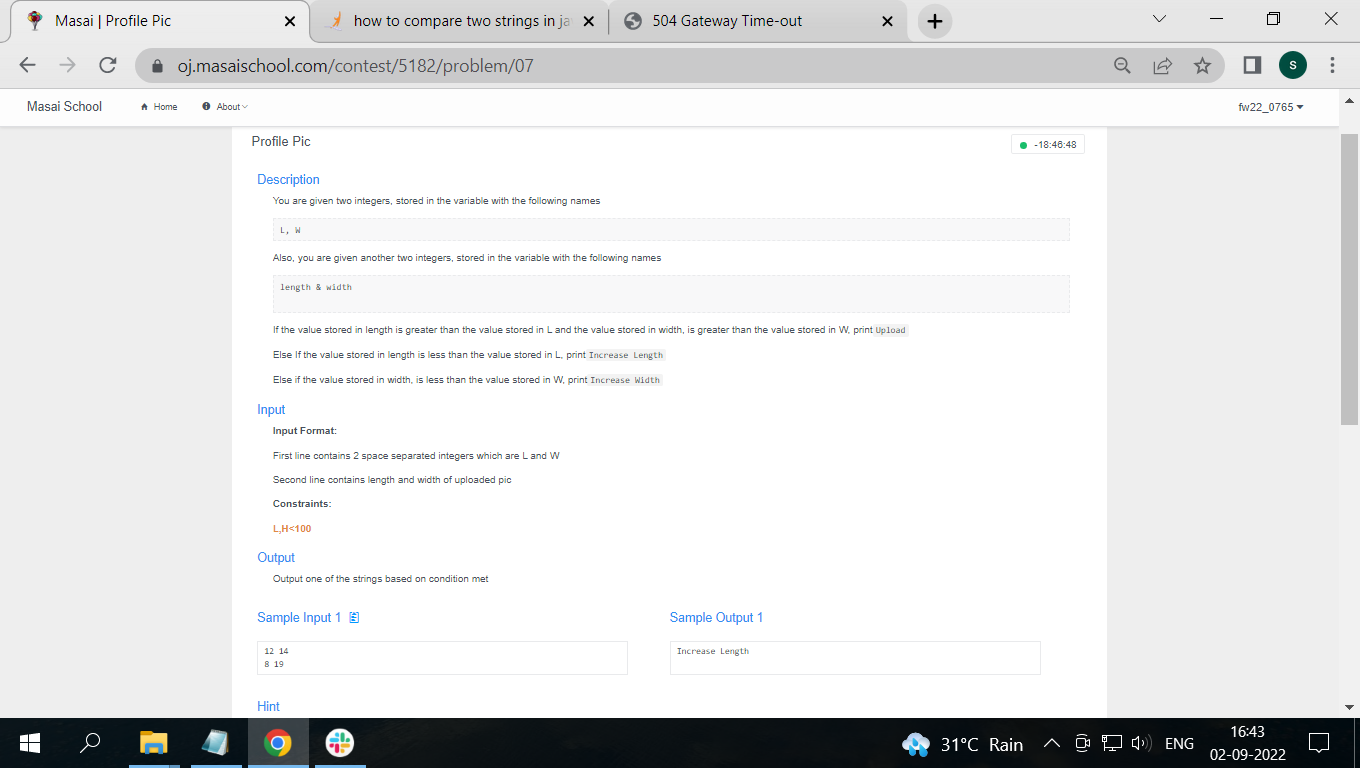 Masai | Profile Pic
how to compare two strings in ja
504 Gateway Time-out
oj.masaischool.com/contest/5182/problem/07
S
Masai School
Home
About
fw22_0765
Profile Pic
-18:46:48
Description
You are given two integers, stored in the variable with the following names
L, W
Also, you are given another two integers, stored in the variable with the following names
length & width
If the value stored in length is greater than the value stored in L and the value stored in width, is greater than the value stored in W, print Upload
Else If the value stored in length is less than the value stored in L, print Increase Length
Else if the value stored in width, is less than the value stored in W, print Increase Width
Input
Input Format:
First line contains 2 space separated integers which are L and W
Second line contains length and width of uploaded pic
Constraints:
L,H<100
Output
Output one of the strings based on condition met
Sample Input 1
Sample Output 1
12 14
8 19
Increase Length
Hint
31°C Rain
ENG
16:43
02-09-2022